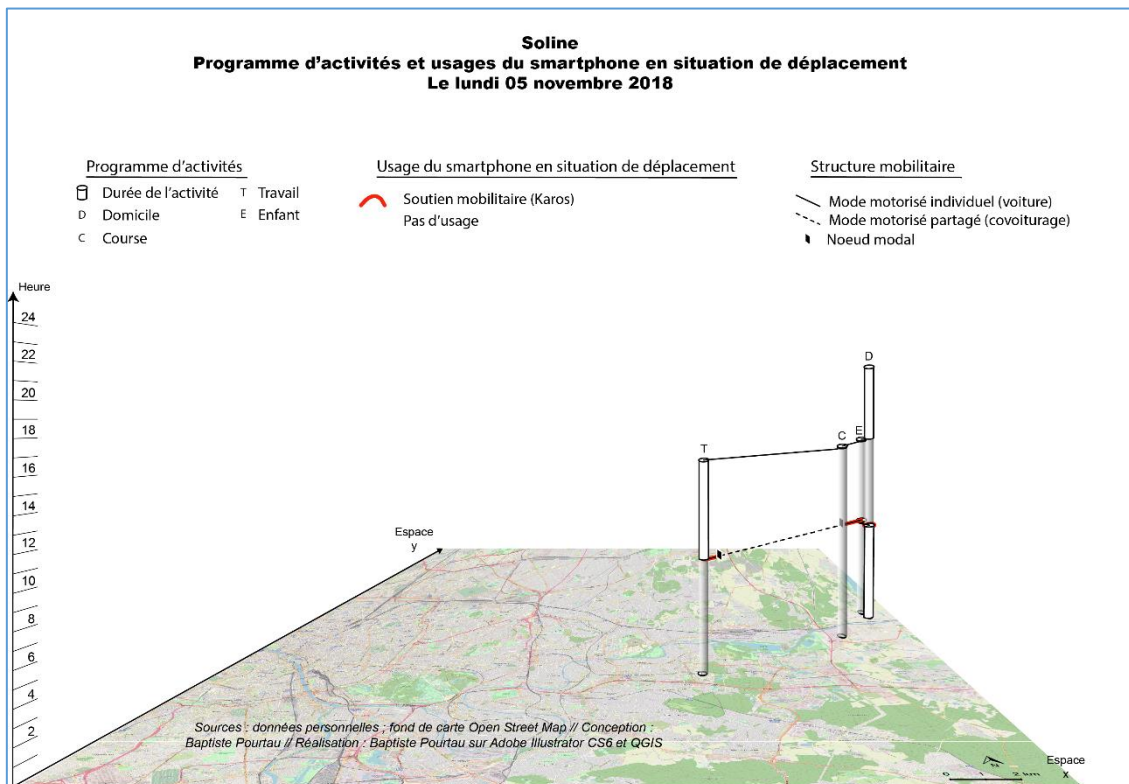 Soline
Programme d'activités et usages du smartphone en situation de déplacement
Le lundi 05 novembre 2018
Programme d'activités
Durée de l'activité
T Travail
D Domicile
E Enfant
C Course
Usage du smartphone en situation de déplacement
Soutien mobilitaire (Karos)
Pas d'usage
Structure mobilitaire
Mode motorisé individuel (voiture)
Mode motorisé partagé (covoiturage)
Noeud modal
Heure
24
22
20
18
16
14
12
10
8
6
4
2
D
E
C
T
Espace
y
Sources : données personnelles ; fond de carte Open Street Map // Conception :
Baptiste Pourtau // Réalisation : Baptiste Pourtau sur Adobe Illustrator CS6 et QGIS
Espace
x
0 1 2 km